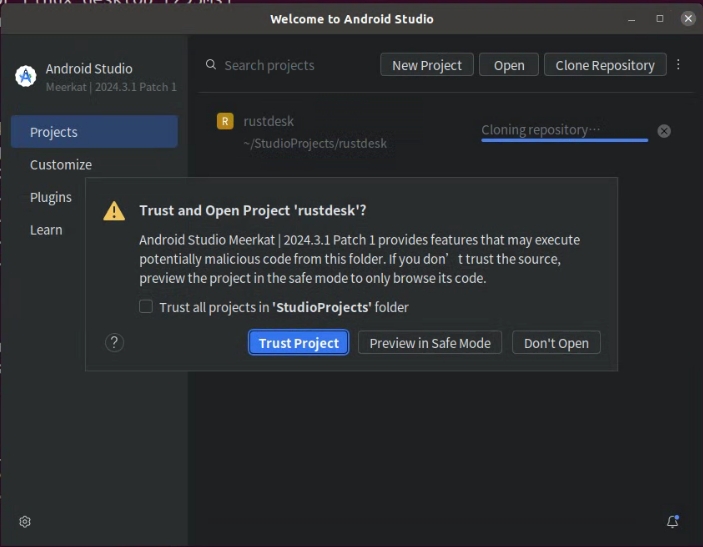 Welcome to Android Studio
Android Studio
Meerkat | 2024.3.1 Patch 1
Search projects
New Project
Open
Clone Repository
Projects
Customize
Plugins
Learn
R
rustdesk
~/StudioProjects/rustdesk
Cloning repository…
Trust and Open Project 'rustdesk'?
Android Studio Meerkat | 2024.3.1 Patch 1 provides features that may execute
potentially malicious code from this folder. If you don’t trust the source,
preview the project in the safe mode to only browse its code.
Trust all projects in 'StudioProjects' folder
?
Trust Project
Preview in Safe Mode
Don't Open